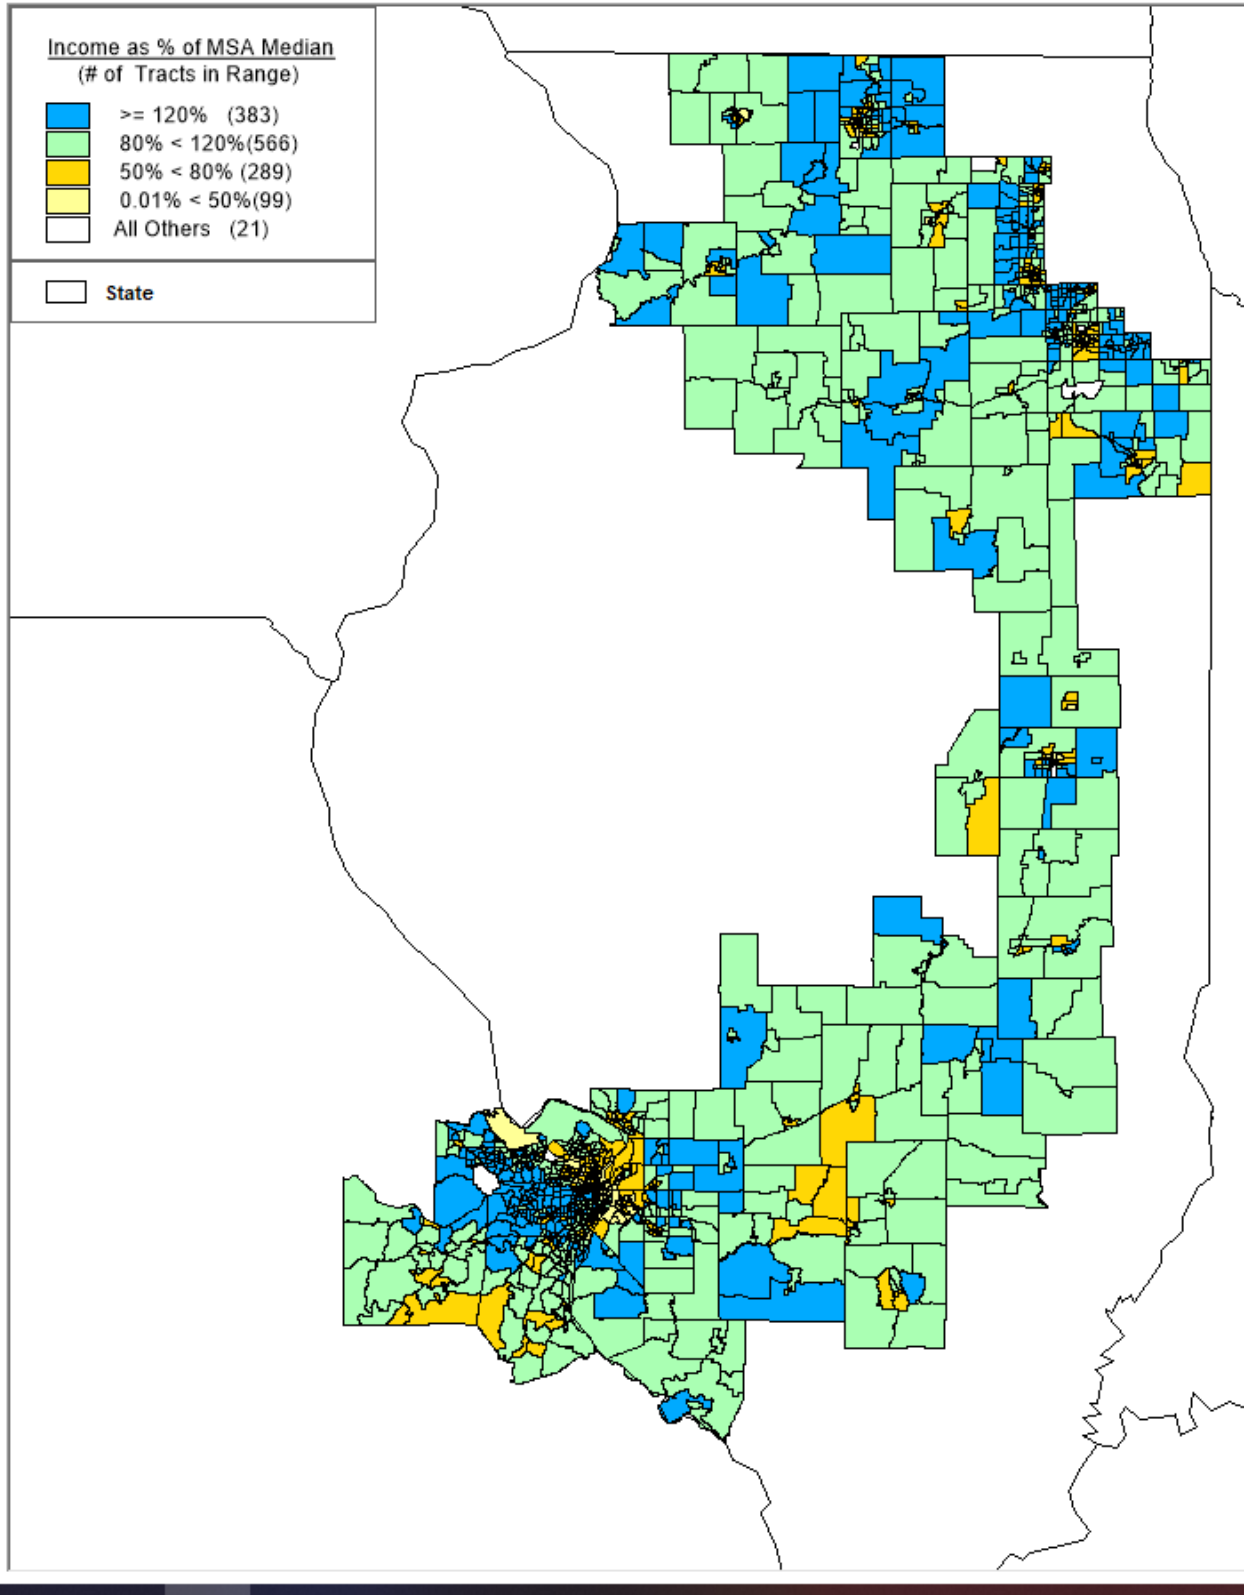 Income as % of MSA Median
(# of Tracts in Range)
>= 120% (383)
80% < 120%(566)
50% < 80% (289)
0.01% < 50%(99)
All Others (21)
State